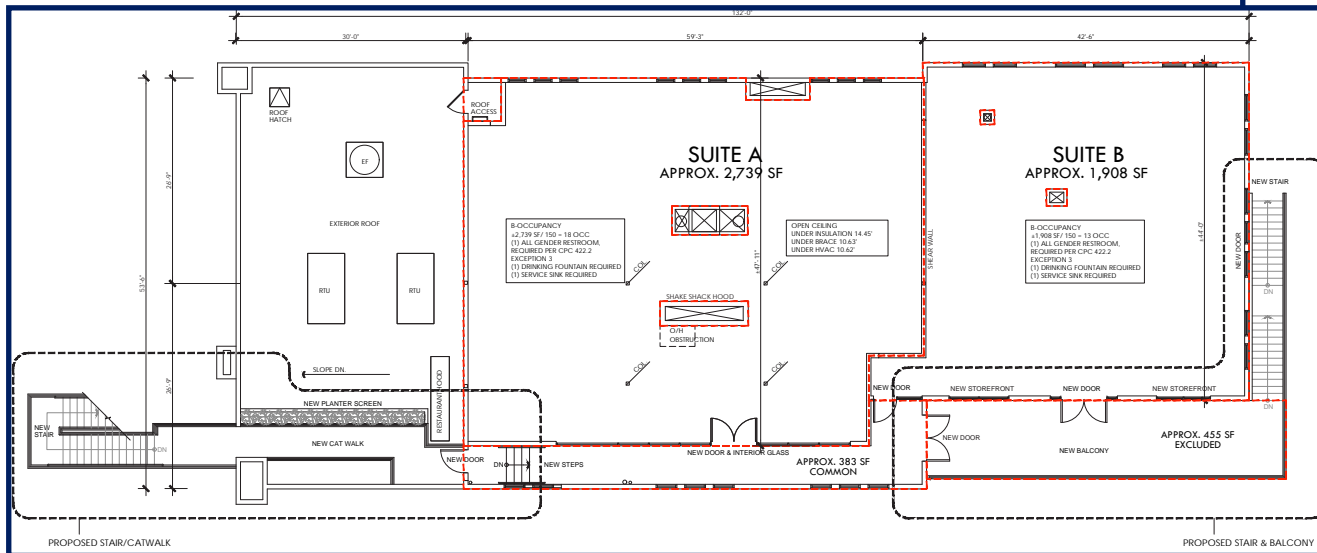 132'-0"
30'-0"
59'-3"
42'-6"
ROOF
HATCH
ROOF
ACCESS
EF
SUITE A
APPROX. 2,739 SF
SUITE B
APPROX. 1,908 SF
26'-9"
53'-6"
26'-9"
EXTERIOR ROOF
B-OCCUPANCY
±2,739 SF/ 150 = 18 OCC
(1) ALL GENDER RESTROOM,
REQUIRED PER CPC 422.2
EXCEPTION 3
(1) DRINKING FOUNTAIN REQUIRED
(1) SERVICE SINK REQUIRED
OPEN CEILING
UNDER INSULATION 14.45'
UNDER BRACE 10.63'
UNDER HVAC 10.62'
±47'-11"
SHEAR WALL
B-OCCUPANCY
±1,908 SF/ 150 = 13 OCC
(1) ALL GENDER RESTROOM,
REQUIRED PER CPC 422.2
EXCEPTION 3
(1) DRINKING FOUNTAIN REQUIRED
(1) SERVICE SINK REQUIRED
±44'-0"
NEW STAIR
NEW DOOR
DN
DN
RTU
RTU
COL
COL
SHAKE SHACK HOOD
O/H
OBSTRUCTION
COL
COL
SLOPE DN.
RESTAURANT HOOD
NEW PLANTER SCREEN
NEW
STAIR
DN
NEW CAT WALK
NEW DOOR
DN
NEW STEPS
NEW DOOR & INTERIOR GLASS
APPROX. 383 SF
COMMON
NEW DOOR
NEW STOREFRONT
NEW DOOR
NEW STOREFRONT
NEW DOOR
NEW BALCONY
APPROX. 455 SF
EXCLUDED
PROPOSED STAIR/CATWALK
PROPOSED STAIR & BALCONY